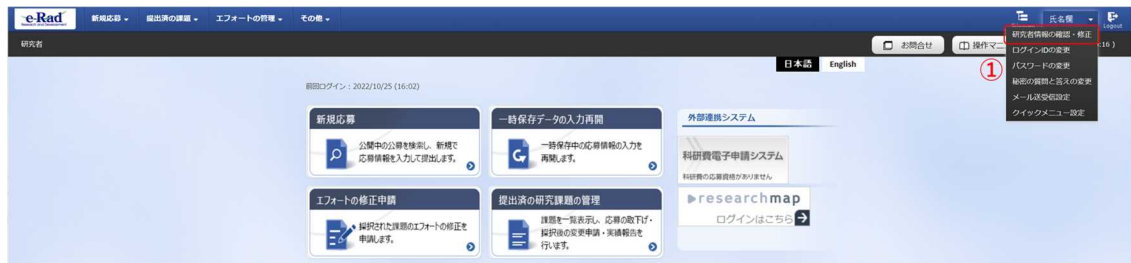 e-Rad
新規応募
提出済の課題
エフォートの管理
その他
氏名欄
Logout
研究者
お問合せ
操作マニ
:16 )
研究者情報の確認・修正
ログインIDの変更
パスワードの変更
秘密の質問と答えの変更
メール送受信設定
クイックメニュー設定
①
日本語
English
前回ログイン : 2022/10/25 (16:02)
新規応募
公開中の公募を検索し、新規で
応募情報を入力して提出します。
一時保存データの入力再開
一時保存中の応募情報の入力を
再開します。
外部連携システム
科研費電子申請システム
科研費の応募資格がありません
researchmap
ログインはこちら
エフォートの修正申請
採択された課題のエフォートの修正を
申請します。
提出済の研究課題の管理
課題を一覧表示し、応募の取下げ・
採択後の変更申請・実績報告を
行います。